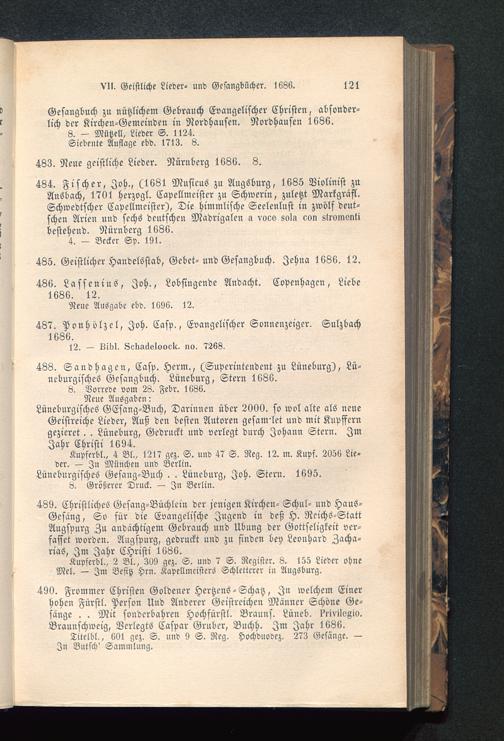 VII. Geistliche Lieder- und Gesangbücher. 1686. 121
Gesangbuch zu nützlichem Gebrauch Evangelischer Christen, absonder-
lich der Kirchen-Gemeinden in Nordhausen. Nordhausen 1686.
8. — Mützell, Lieder S. 1124.
Siebente Auflage ebd. 1713. 8.
483. Neue geistliche Lieder. Nürnberg 1686. 8.
484. Fischer, Joh., (1681 Musicus zu Augsburg, 1685 Violinist zu
Ansbach, 1701 herzogl. Capellmeister zu Schwerin, zuletzt Markgräfl.
Schwedtscher Capellmeister), Die himmlische Seelenlust in zwölf deut-
schen Arien und sechs deutschen Madrigalen a voce sola con stromenti
bestehend. Nürnberg 1686.
4. — Becker Sp. 191.
485. Geistlicher Handelsstab, Gebet- und Gesangbuch. Jehna 1686. 12.
486. Lassenius, Joh., Lobsingende Andacht. Copenhagen, Liebe
1686. 12.
Neue Ausgabe ebd. 1696. 12.
487. Ponhölzel, Joh. Casp., Evangelischer Sonnenzeiger. Sulzbach
1686.
12. — Bibl. Schadeloock. no. 7268.
488. Sandhagen, Casp. Herm., (Superintendent zu Lüneburg), Lü-
neburgisches Gesangbuch. Lüneburg, Stern 1686.
8. Vorrede vom 28. Febr. 1686.
Neue Ausgaben:
Lüneburgisches GEsang-Buch, Darinnen über 2000. so wol alte als neue
Geistreiche Lieder, Auß den besten Autoren gesamlet und mit Kupffern
gezieret . . Lüneburg, Gedruckt und verlegt durch Johann Stern. Im
Jahr Christi 1694.
Kupferbl., 4 Bl., 1217 gez. S. und 47 S. Reg. 12. m. Kupf. 2056 Lie-
der. — In München und Berlin.
Lüneburgisches Gesang-Buch . . Lüneburg, Joh. Stern. 1695.
8. Größerer Druck. — In Berlin.
489. Christliches Gesang-Büchlein der jenigen Kirchen- Schul- und Haus-
Gesäng, So für die Evangelische Jugend in deß H. Reichs-Statt
Augspurg Zu andächtigem Gebrauch und Ubung der Gottseligkeit ver-
fasset worden. Augspurg, gedruckt und zu finden bey Leonhard Zacha-
rias, Im Jahr CHristi 1686.
Kupferbl., 2 Bl., 309 gez. S. und 7 S. Register. 8. 155 Lieder ohne
Mel. — Im Besitz Hrn. Kapellmeisters Schletterer in Augsburg.
490. Frommer Christen Goldener Hertzens-Schatz, In welchem Einer
hohen Fürstl. Person Und Anderer Geistreichen Männer Schöne Ge-
sänge . . Mit sonderbahren Hochfürstl. Braunf. Lüneb. Privilegio.
Braunschweig, Verlegts Caspar Gruber, Buchh. Im Jahr 1686.
Titelbl., 601 gez. S. und 9 S. Reg. Hochduodez. 273 Gesänge. —
In Butsch' Sammlung.